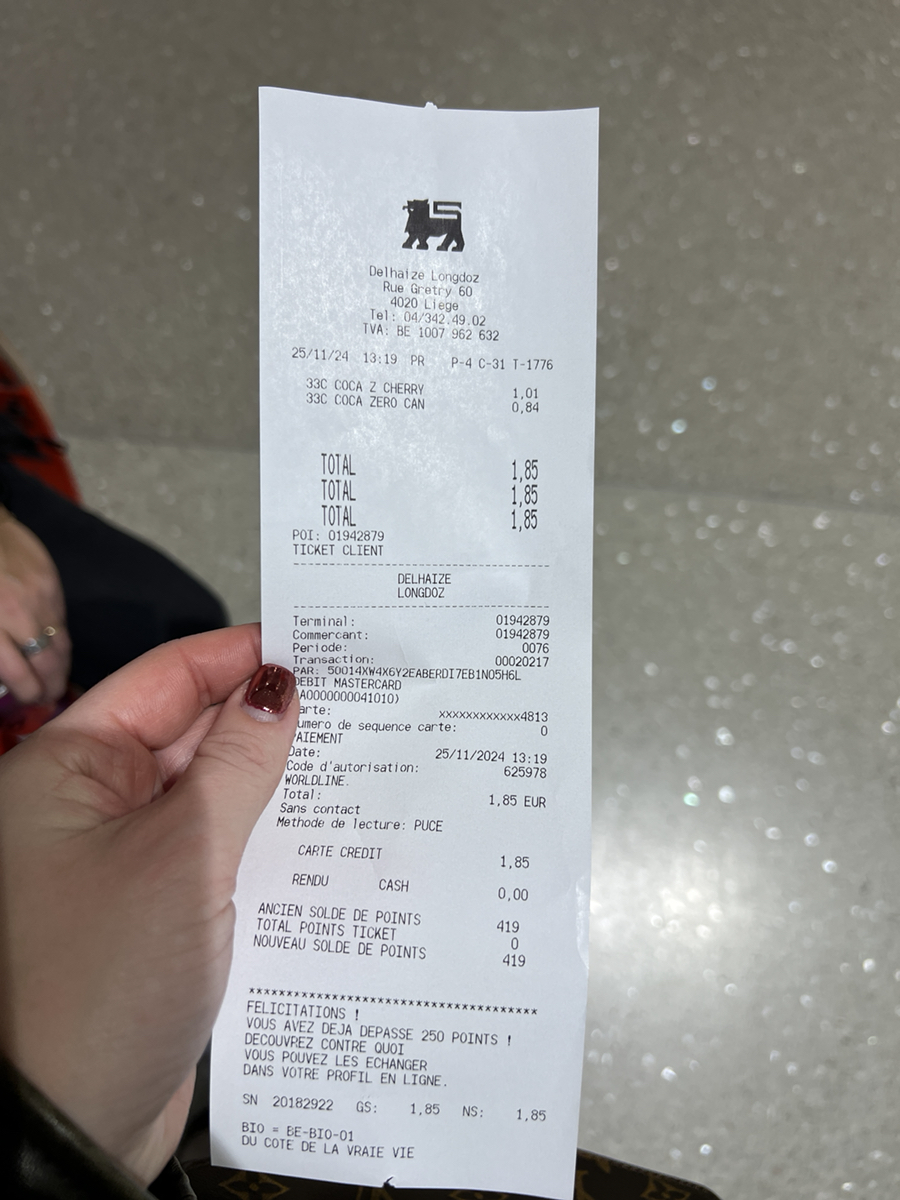 Delhaize Longdoz
Rue Gretry 60
4020 Liege
Tel: 04/342.49.02
TVA: BE 1007 962 632
25/11/24 13:19 PR P-4 C-31 T-1776
33C COCA Z CHERRY 1,01
33C COCA ZERO CAN 0,84
TOTAL 1,85
TOTAL 1,85
TOTAL 1,85
POI: 01942879
TICKET CLIENT
DELHAIZE
LONGDOZ
Terminal: 01942879
Commercant: 01942879
Periode: 0076
Transaction: 00020217
PAR: 50014XW4X6Y2EABERDI7EB1NO5H6L
DEBIT MASTERCARD
A0000000041010)
arte: xxxxxxxxxxxx4813
umero de sequence carte: 0
PAIEMENT
Date: 25/11/2024 13:19
Code d'autorisation: 625978
WORLDLINE.
Total: 1,85 EUR
Sans contact
Methode de lecture: PUCE
CARTE CREDIT 1,85
RENDU CASH 0,00
ANCIEN SOLDE DE POINTS 419
TOTAL POINTS TICKET 0
NOUVEAU SOLDE DE POINTS 419
***************************************
FELICITATIONS !
VOUS AVEZ DEJA DEPASSE 250 POINTS !
DECOUVREZ CONTRE QUOI
VOUS POUVEZ LES ECHANGER
DANS VOTRE PROFIL EN LIGNE.
SN 20182922 GS: 1,85 NS: 1,85
BIO = BE-BIO-01
DU COTE DE LA VRAIE VIE